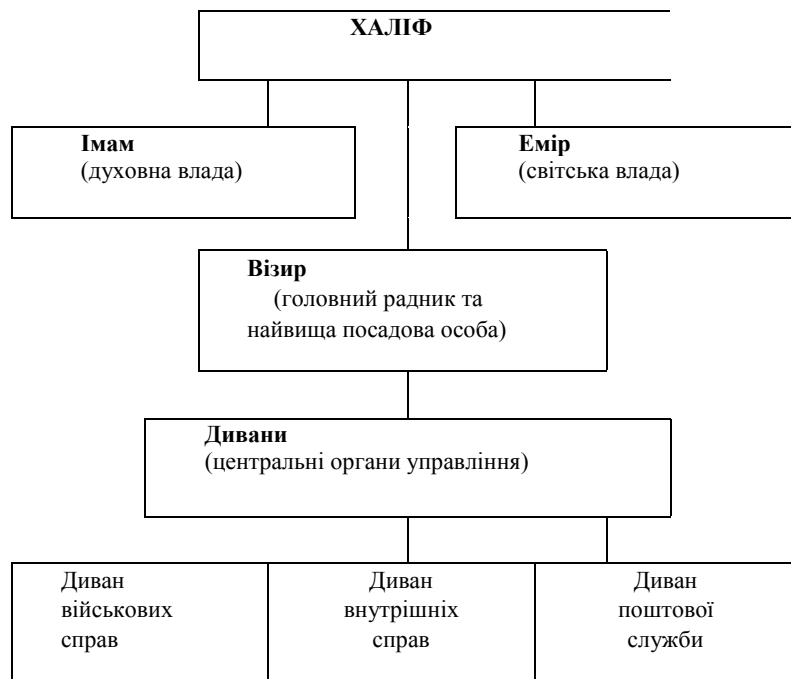 ХАЛІФ
Імам
(духовна влада)
Емір
(світська влада)
Візир
(головний радник та
найвища посадова особа)
Дивани
(центральні органи управління)
Диван
військових
справ
Диван
внутрішніх
справ
Диван
поштової
служби